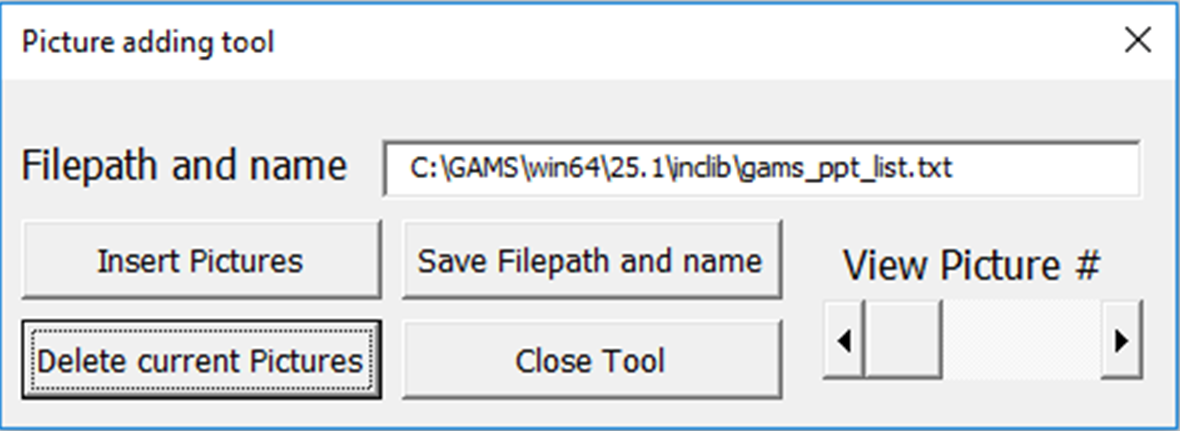 Picture adding tool
Filepath and name C:\GAMS\win64\25.1\inclib\gams_ppt_list.txt
Insert Pictures Save Filepath and name View Picture #
Delete current Pictures Close Tool